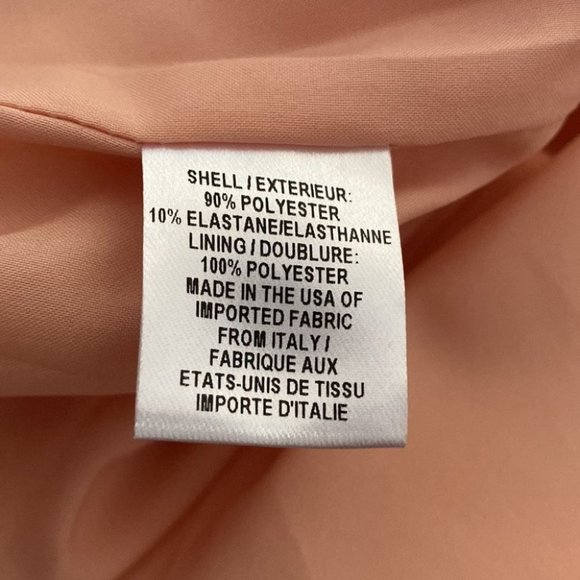 SHELL / EXTERIEUR:
90% POLYESTER
10% ELASTANE/ELASTHANNE
LINING / DOUBLURE:
100% POLYESTER
MADE IN THE USA OF
IMPORTED FABRIC
FROM ITALY /
FABRIQUE AUX
ETATS-UNIS DE TISSU
IMPORTE D'ITALIE